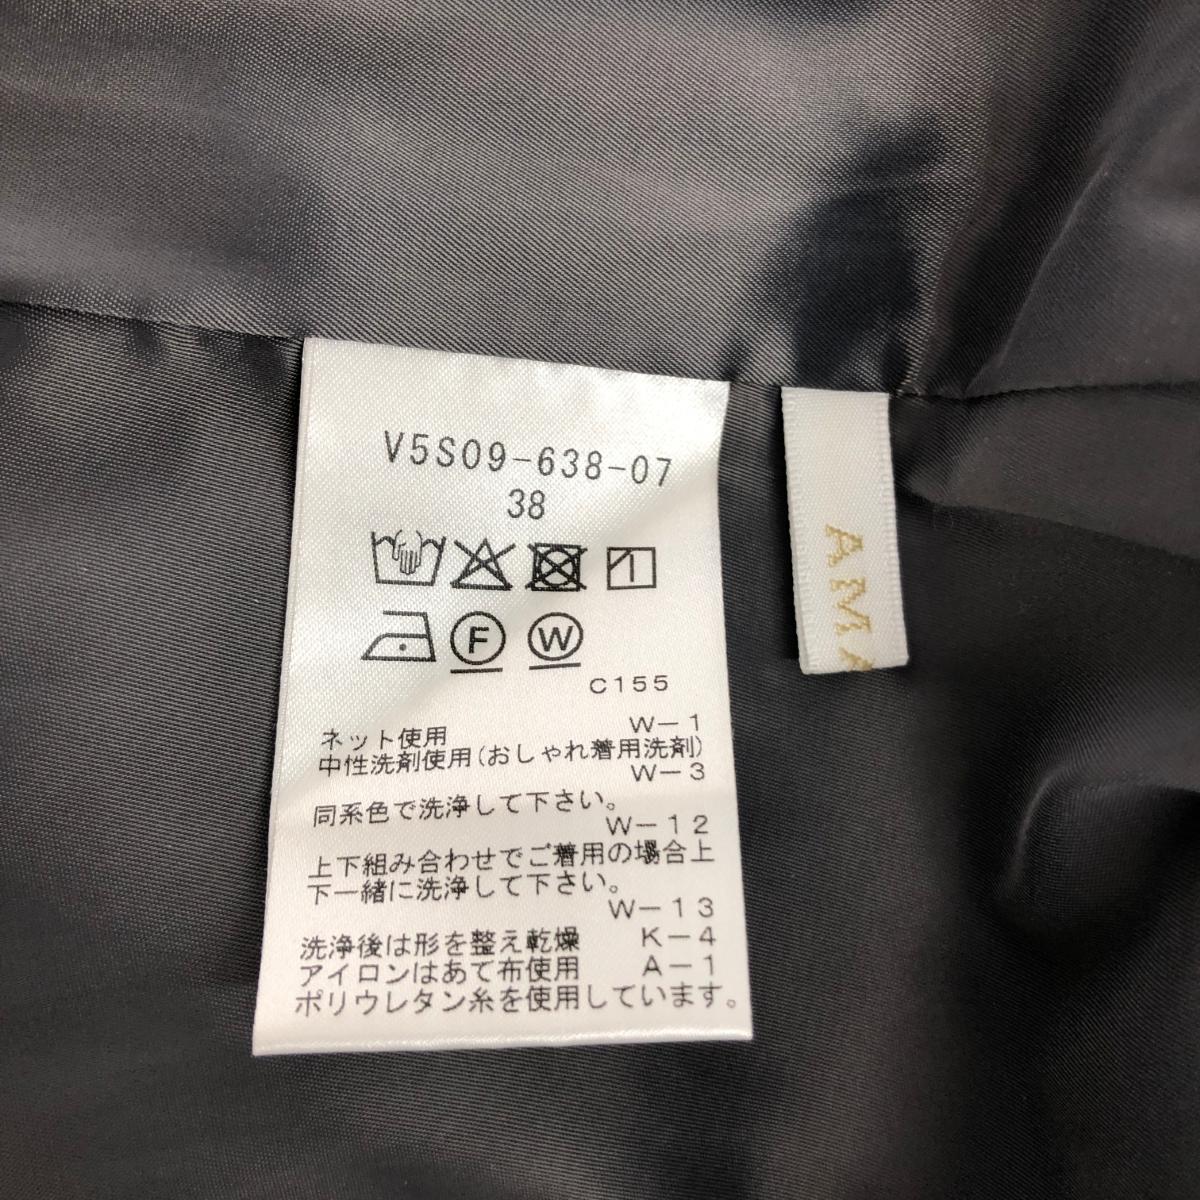 V5S09-638-07
38
F W
C155
ネット使用 W-1
中性洗剤使用(おしゃれ着用洗剤)
W-3
同系色で洗浄して下さい。
W-12
上下組み合わせでご着用の場合上
下一緒に洗浄して下さい。
W-13
洗浄後は形を整え乾燥 K-4
アイロンはあて布使用 A-1
ポリウレタン糸を使用しています。
AMA